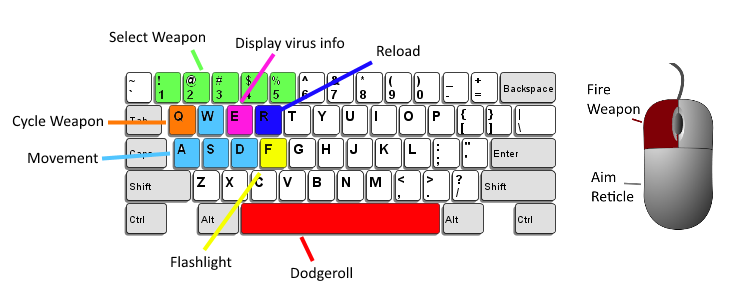 Select Weapon
Display virus info
Reload
~ ! @ # $ % ^ & * ( ) _ +
` 1 2 3 4 5 6 7 8 9 0 - = Backspace
Fire
Weapon
Cycle Weapon
Tab Q W E R T Y U I O P { } |
[ ] \
Movement
Caps A S D F G H J K L : " Enter
; '
Aim
Reticle
Shift Z X C V B N M < > ? Shift
, . /
Ctrl Alt Alt Ctrl
Flashlight
Dodgeroll